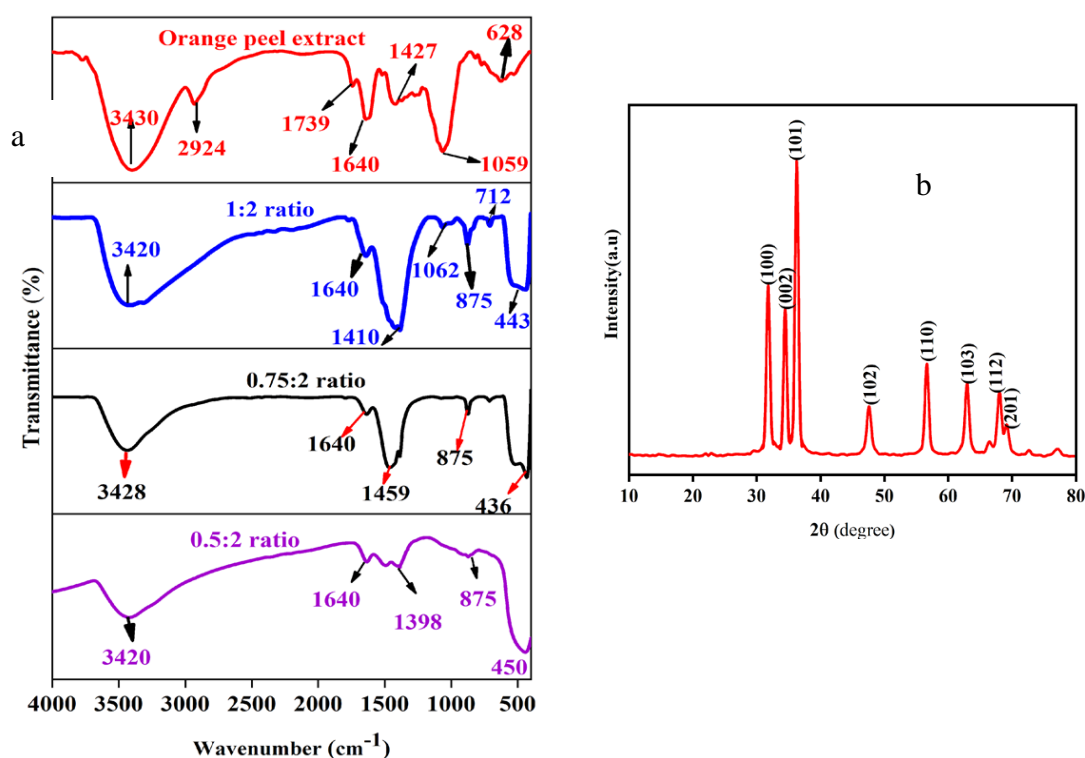 a
Transmittance (%)
Orange peel extract
3430
2924
1739
1640
1427
1059
628
1:2 ratio
3420
1640
1410
1062
875
712
443
0.75:2 ratio
3428
1640
1459
875
436
0.5:2 ratio
3420
1640
1398
875
450
4000 3500 3000 2500 2000 1500 1000 500
Wavenumber (cm-1)
b
Intensity(a.u)
(100)
(002)
(101)
(102)
(110)
(103)
(112)
(201)
10 20 30 40 50 60 70 80
2θ (degree)